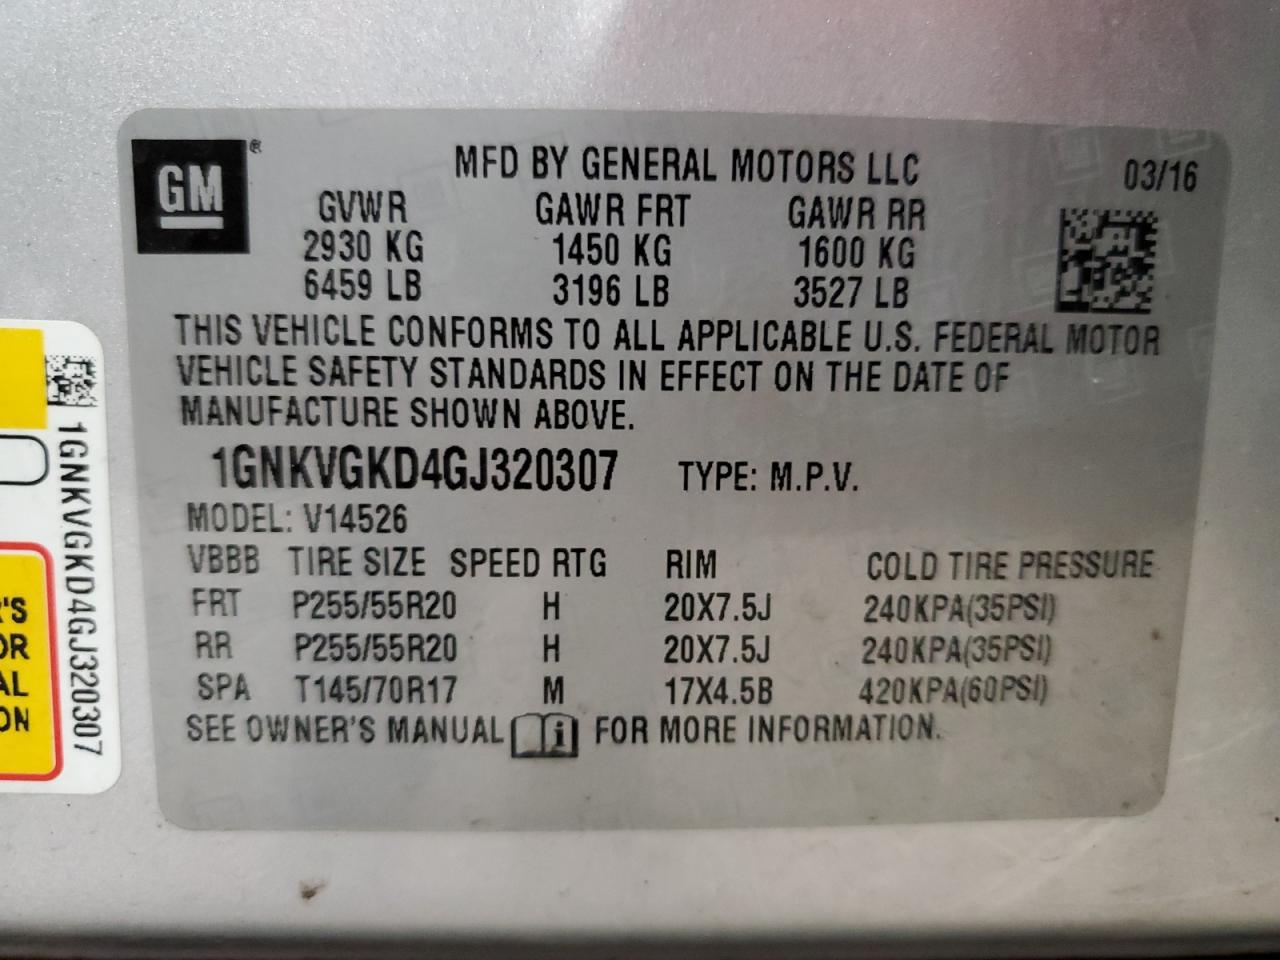 GM ®
MFD BY GENERAL MOTORS LLC 03/16
GVWR GAWR FRT GAWR RR
2930 KG 1450 KG 1600 KG
6459 LB 3196 LB 3527 LB
THIS VEHICLE CONFORMS TO ALL APPLICABLE U.S. FEDERAL MOTOR
VEHICLE SAFETY STANDARDS IN EFFECT ON THE DATE OF
MANUFACTURE SHOWN ABOVE.
1GNKVGKD4GJ320307 TYPE: M.P.V.
MODEL: V14526
VBBB TIRE SIZE SPEED RTG RIM COLD TIRE PRESSURE
FRT P255/55R20 H 20X7.5J 240KPA(35PSI)
RR P255/55R20 H 20X7.5J 240KPA(35PSI)
SPA T145/70R17 M 17X4.5B 420KPA(60PSI)
SEE OWNER'S MANUAL i FOR MORE INFORMATION.
1GNKVGKD4GJ320307
'S
OR
AL
ON